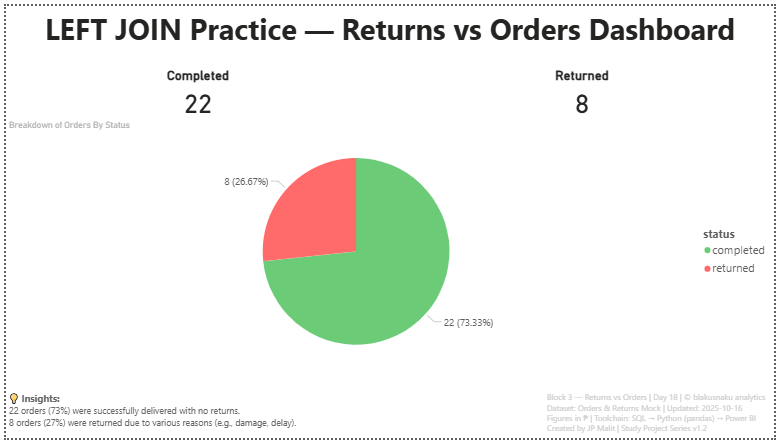 LEFT JOIN Practice — Returns vs Orders Dashboard
Completed
22
Returned
8
Breakdown of Orders By Status
8 (26.67%)
22 (73.33%)
status
completed
returned
💡 Insights:
22 orders (73%) were successfully delivered with no returns.
8 orders (27%) were returned due to various reasons (e.g., damage, delay).
Block 3 — Returns vs Orders | Day 18 | © blakusnaku analytics
Dataset: Orders & Returns Mock | Updated: 2025-10-16
Figures in ₱ | Toolchain: SQL → Python (pandas) → Power BI
Created by JP Malit | Study Project Series v1.2